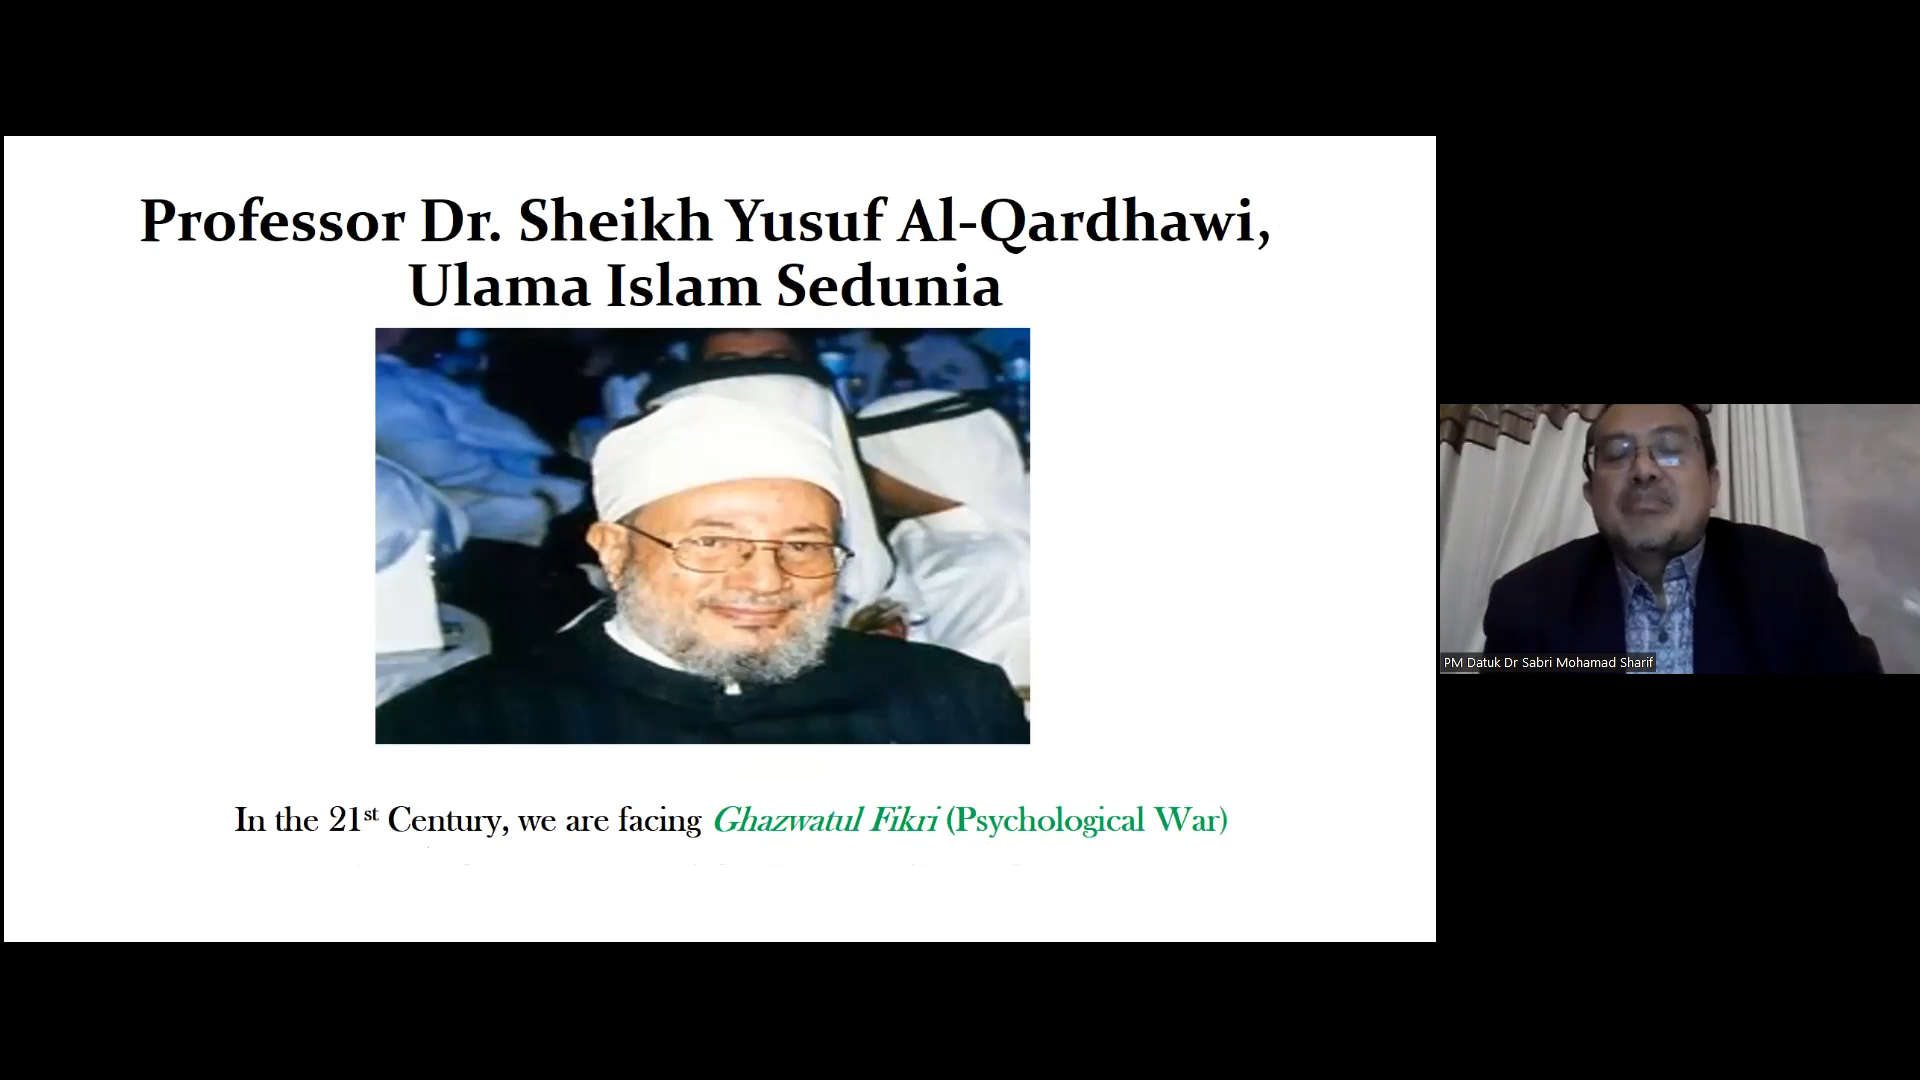 Professor Dr. Sheikh Yusuf Al-Qardhawi,
Ulama Islam Sedunia
In the 21st Century, we are facing Ghazwatul Fikri (Psychological War)
PM Datuk Dr Sabri Mohamad Sharif